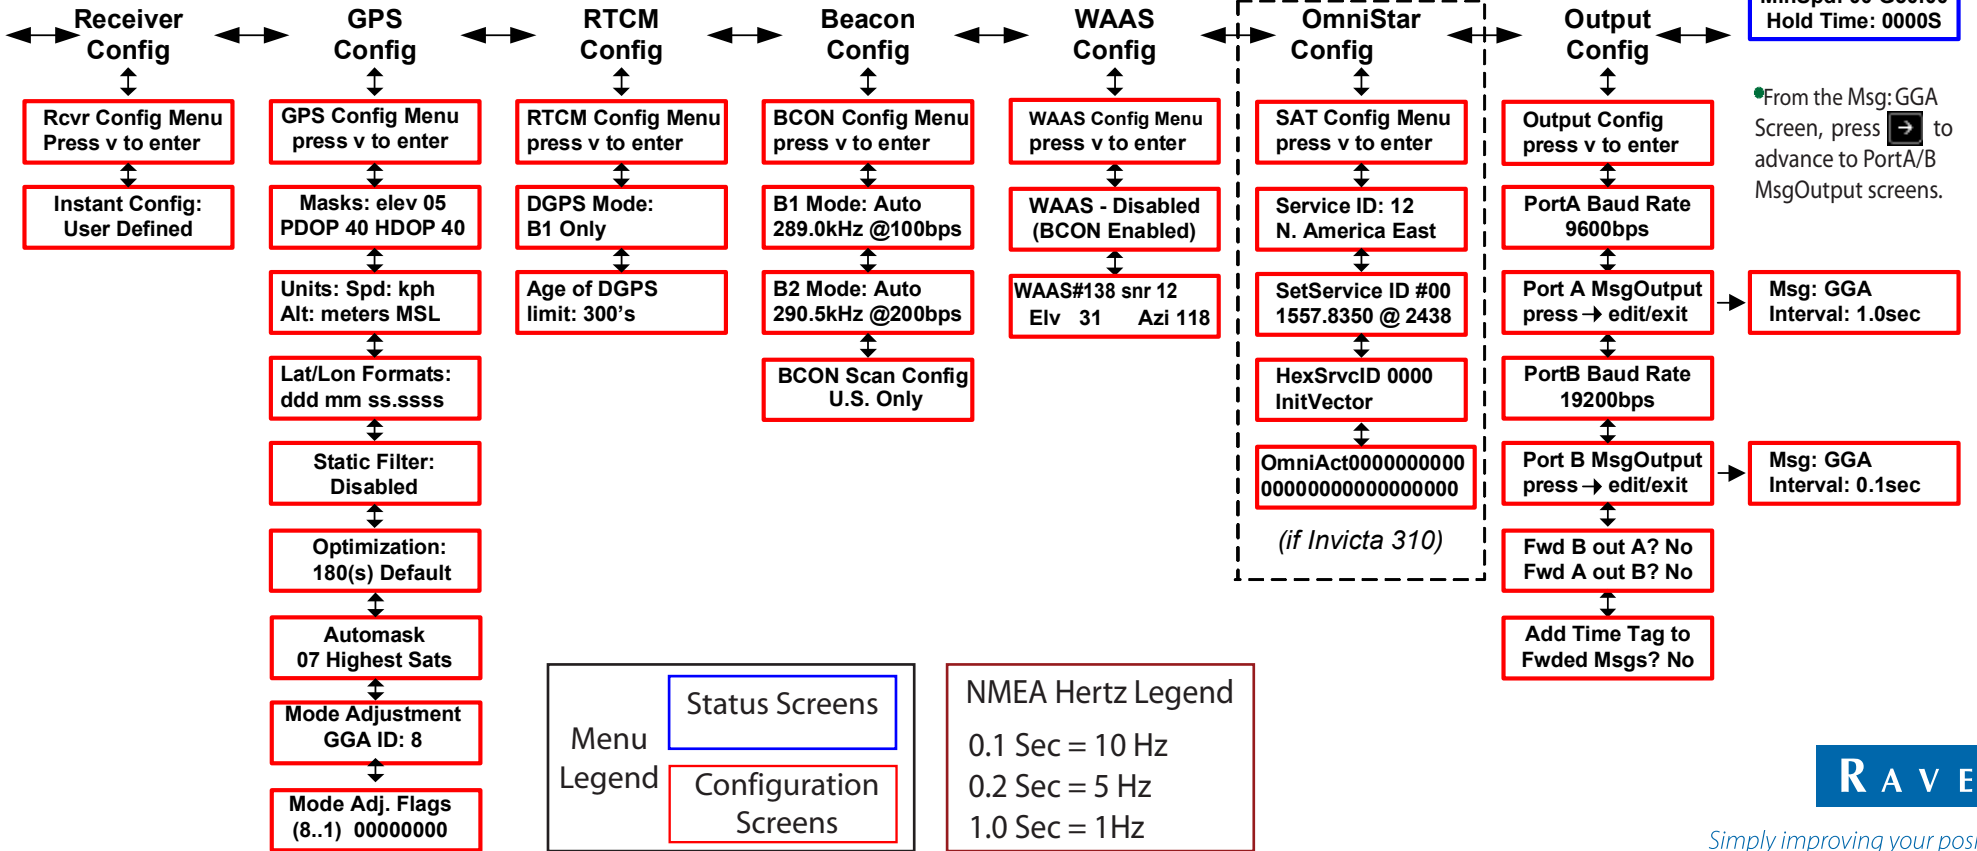 Receiver
Config
Rcvr Config Menu
Press v to enter
Instant Config:
User Defined
GPS
Config
GPS Config Menu
press v to enter
Masks: elev 05
PDOP 40 HDOP 40
Units: Spd: kph
Alt: meters MSL
Lat/Lon Formats:
ddd mm ss.ssss
Static Filter:
Disabled
Optimization:
180(s) Default
Automask
07 Highest Sats
Mode Adjustment
GGA ID: 8
Mode Adj. Flags
(8..1) 00000000
RTCM
Config
RTCM Config Menu
press v to enter
DGPS Mode:
B1 Only
Age of DGPS
limit: 300's
Beacon
Config
BCON Config Menu
press v to enter
B1 Mode: Auto
289.0kHz @100bps
B2 Mode: Auto
290.5kHz @200bps
BCON Scan Config
U.S. Only
WAAS
Config
WAAS Config Menu
press v to enter
WAAS - Disabled
(BCON Enabled)
WAAS#138 snr 12
Elv 31 Azi 118
OmniStar
Config
SAT Config Menu
press v to enter
Service ID: 12
N. America East
SetService ID #00
1557.8350 @ 2438
HexSrvcID 0000
InitVector
OmniAct0000000000
00000000000000000
(if Invicta 310)
Output
Config
Output Config
press v to enter
PortA Baud Rate
9600bps
Port A MsgOutput
press → edit/exit
Msg: GGA
Interval: 1.0sec
PortB Baud Rate
19200bps
Port B MsgOutput
press → edit/exit
Msg: GGA
Interval: 0.1sec
Fwd B out A? No
Fwd A out B? No
Add Time Tag to
Fwded Msgs? No
Hold Time: 0000S
•From the Msg: GGA
Screen, press → to
advance to PortA/B
MsgOutput screens.
Menu
Legend
Status Screens
Configuration
Screens
NMEA Hertz Legend
0.1 Sec = 10 Hz
0.2 Sec = 5 Hz
1.0 Sec = 1Hz
RAVE
Simply improving your posi